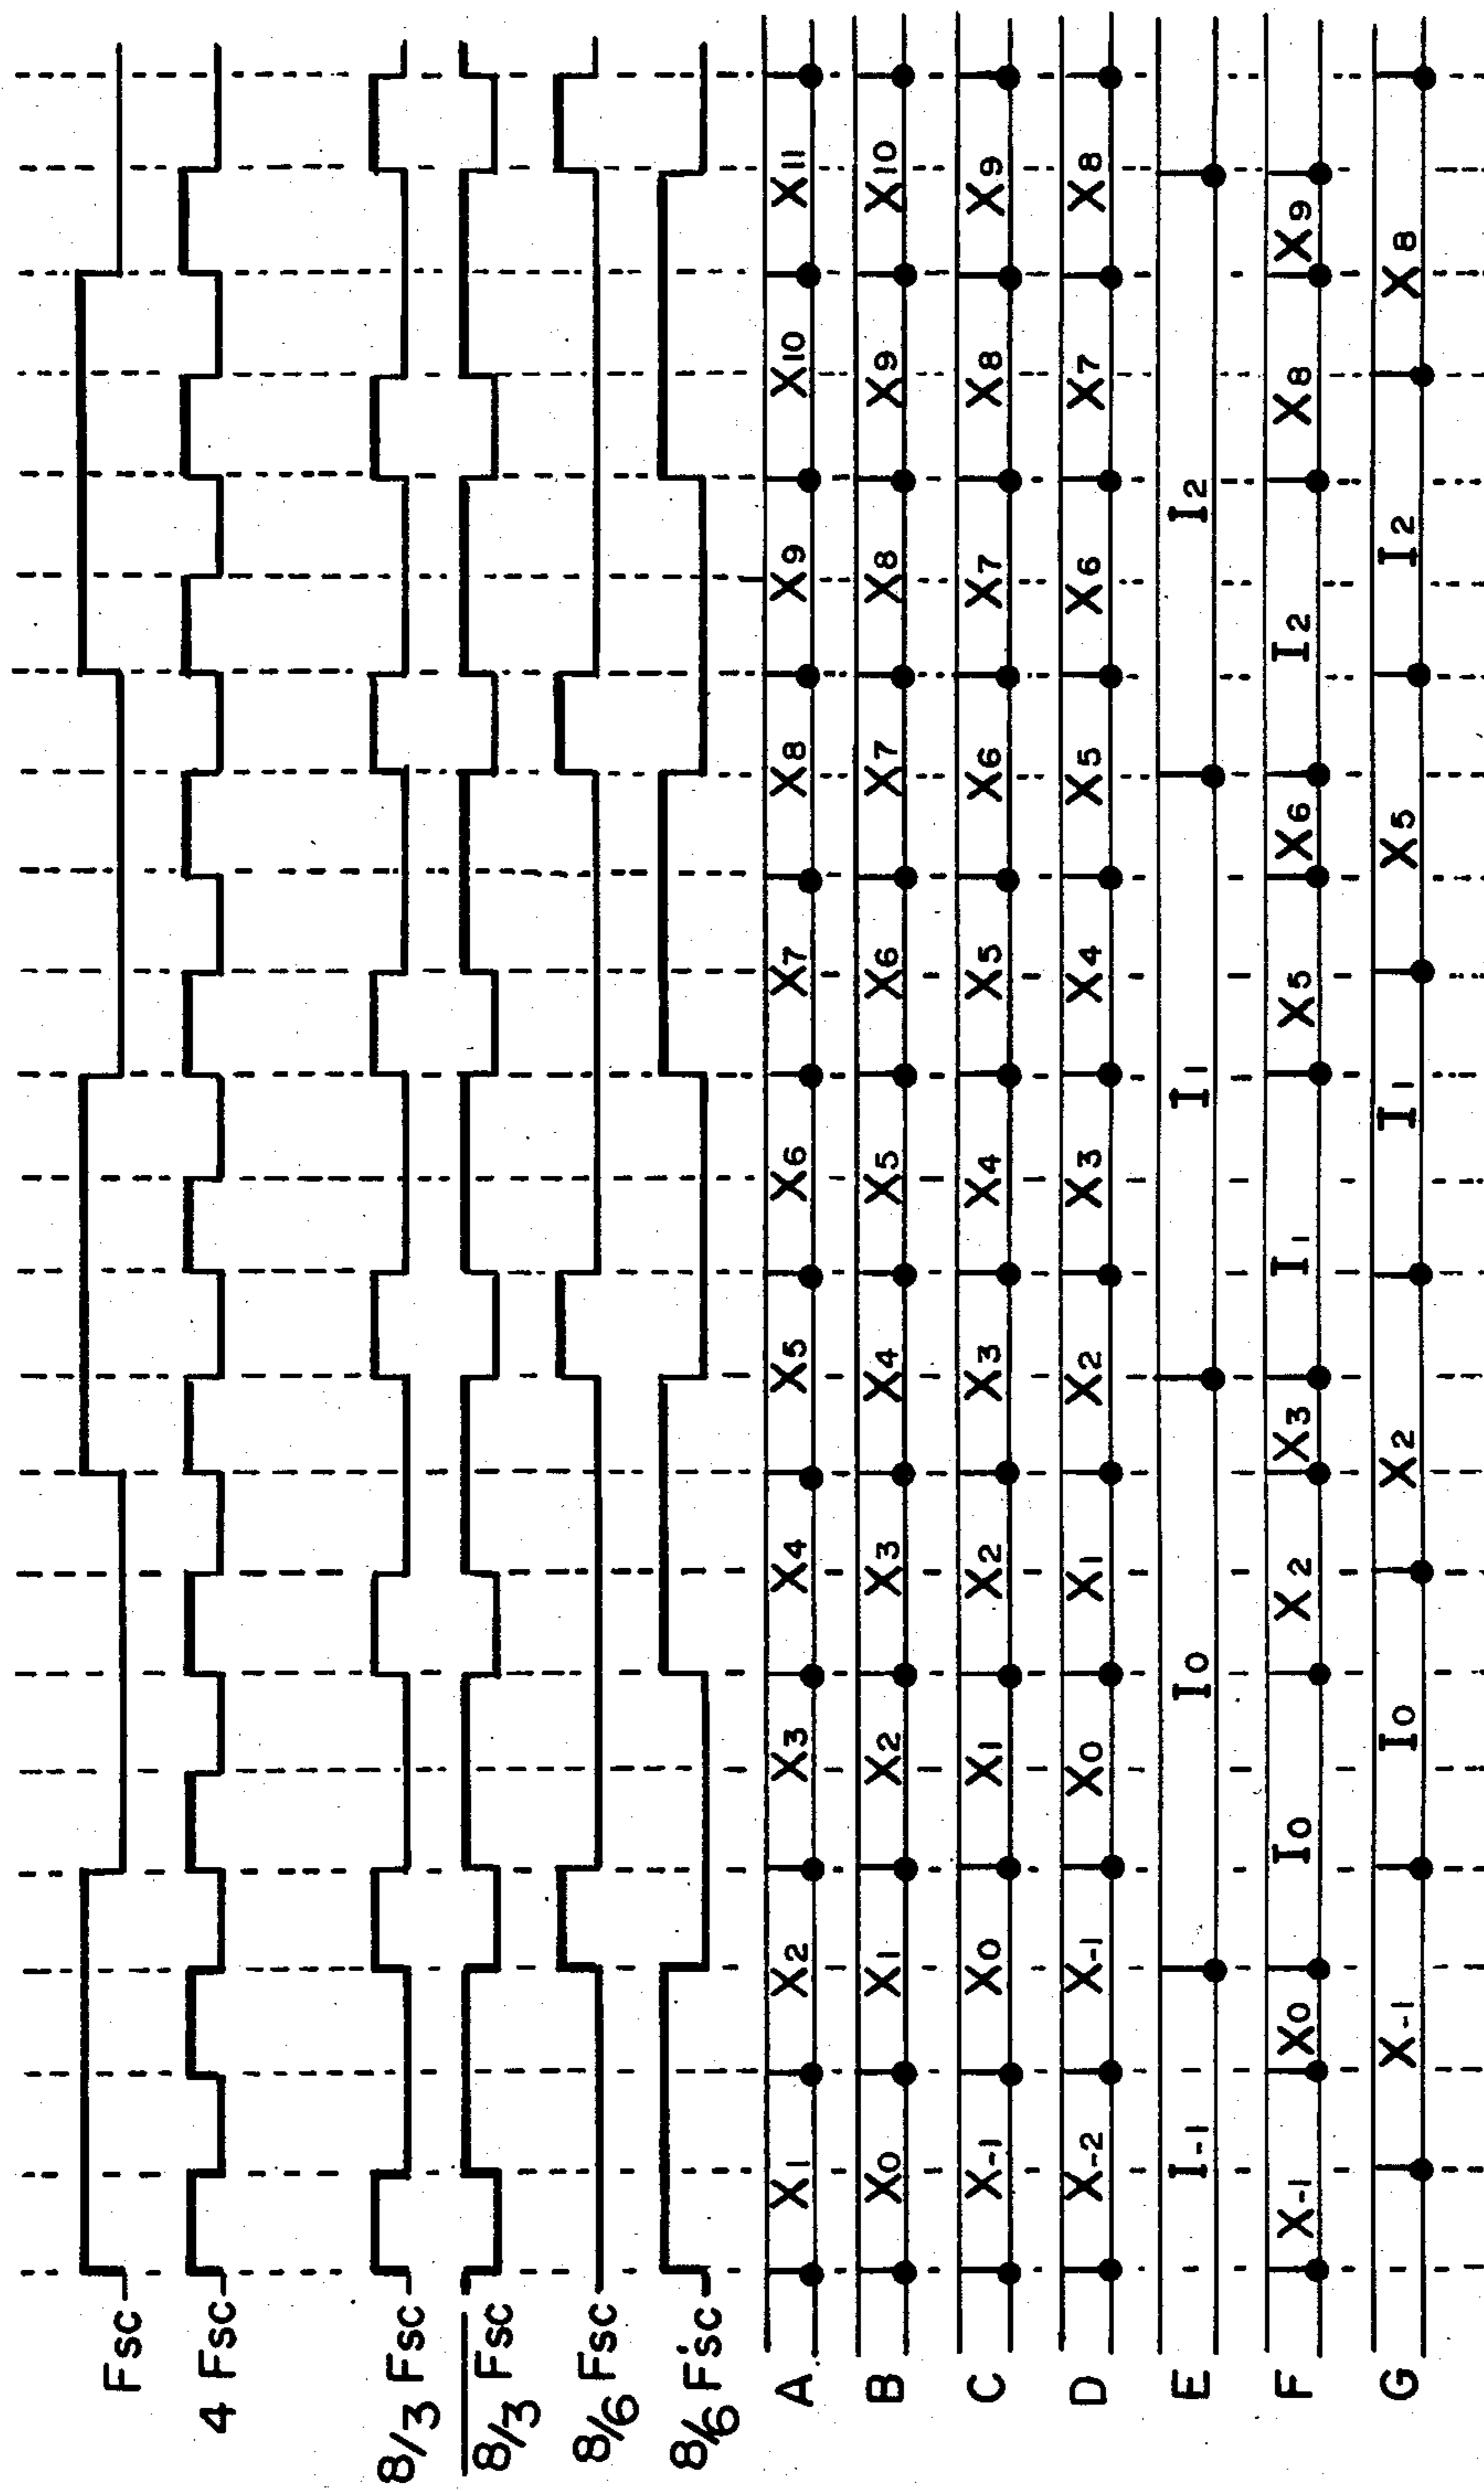 Fsc
4 Fsc
8/3 Fsc
8/3 Fsc
8/6 Fsc
8/6 F'sc
A X1 X2 X3 X4 X5 X6 X7 X8 X9 X10 X11
B X0 X1 X2 X3 X4 X5 X6 X7 X8 X9 X10
C X-1 X0 X1 X2 X3 X4 X5 X6 X7 X8 X9
D X-2 X-1 X0 X1 X2 X3 X4 X5 X6 X7 X8
E I-1 I0 I1 I2
F X-1 X0 I0 X2 X3 I1 X5 X6 I2 X8 X9
G X-1 I0 X2 I1 X5 I2 X8